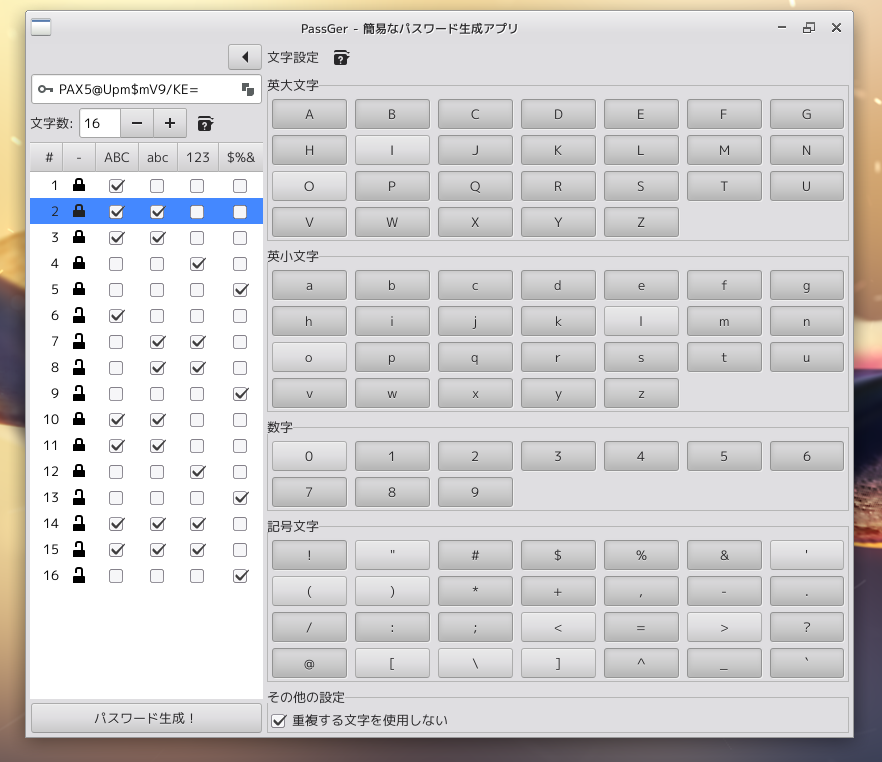 PassGer - 簡易なパスワード生成アプリ
文字設定
PAX5@Upm$mV9/KE=
文字数: 16
# - ABC abc 123 $%&
1
2
3
4
5
6
7
8
9
10
11
12
13
14
15
16
パスワード生成！
英大文字
A B C D E F G
H I J K L M N
O P Q R S T U
V W X Y Z
英小文字
a b c d e f g
h i j k l m n
o p q r s t u
v w x y z
数字
0 1 2 3 4 5 6
7 8 9
記号文字
! " # $ % & '
( ) * + , - .
/ : ; < = > ?
@ [ \ ] ^ _ `
その他の設定
重複する文字を使用しない